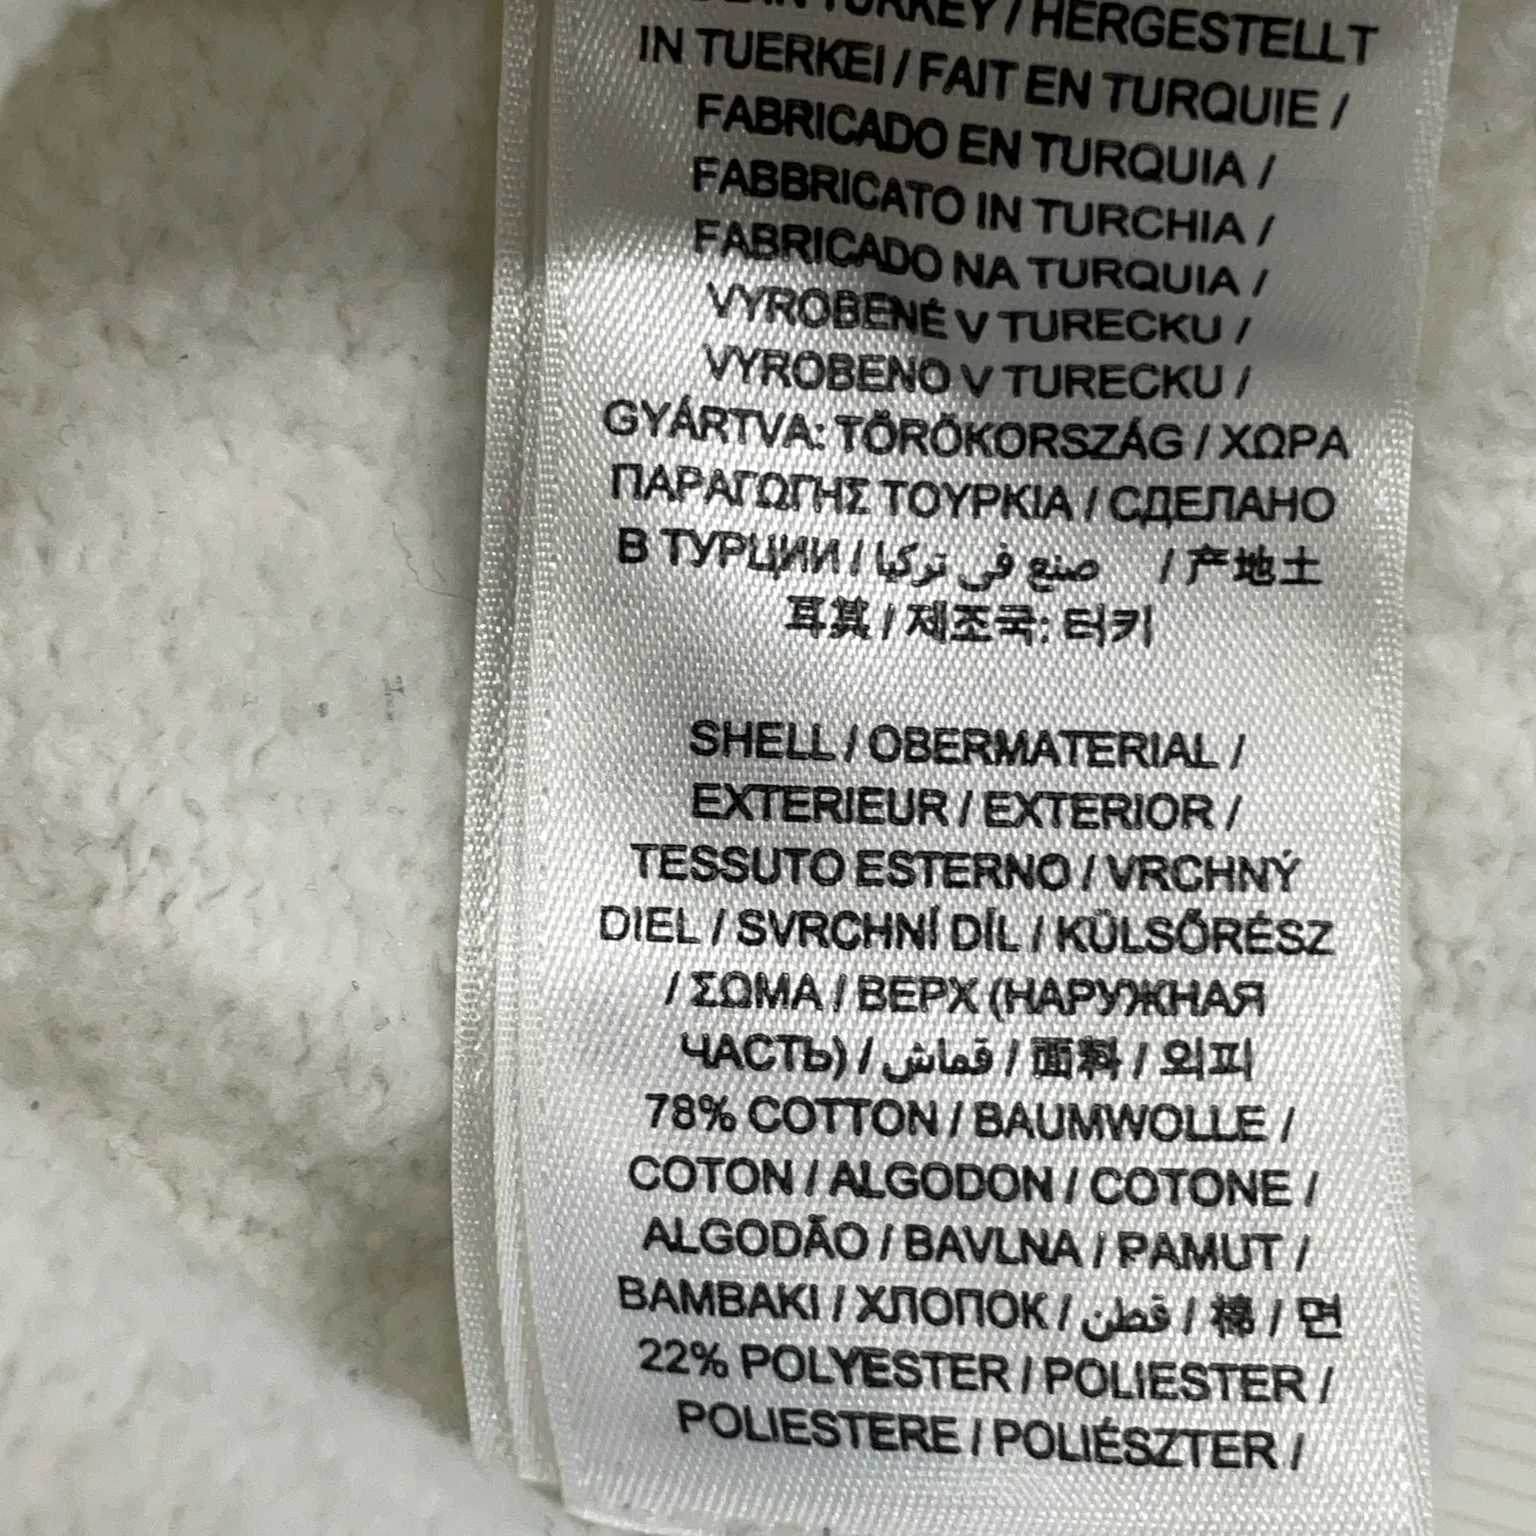 IN TURKEY / HERGESTELLT
IN TUERKEI / FAIT EN TURQUIE /
FABRICADO EN TURQUIA /
FABBRICATO IN TURCHIA /
FABRICADO NA TURQUIA /
VYROBENÉ V TURECKU /
VYROBENO V TURECKU /
GYÁRTVA: TÖRÖKORSZÁG / ΧΩΡΑ
ΠΑΡΑΓΩΓΗΣ ΤΟΥΡΚΙΑ / СДЕЛАНО
В ТУРЦИИ / صنع في تركيا / 产地土
耳其 / 제조국: 터키
SHELL / OBERMATERIAL /
EXTERIEUR / EXTERIOR /
TESSUTO ESTERNO / VRCHNÝ
DIEL / SVRCHNÍ DÍL / KÜLSŐRÉSZ
/ ΣΩΜΑ / ВЕРХ (НАРУЖНАЯ
ЧАСТЬ) / قماش / 面料 / 외피
78% COTTON / BAUMWOLLE /
COTON / ALGODON / COTONE /
ALGODÃO / BAVLNA / PAMUT /
BAMBAKI / ХЛОПОК / قطن / 棉 / 면
22% POLYESTER / POLIESTER /
POLIESTERE / POLIÉSZTER /